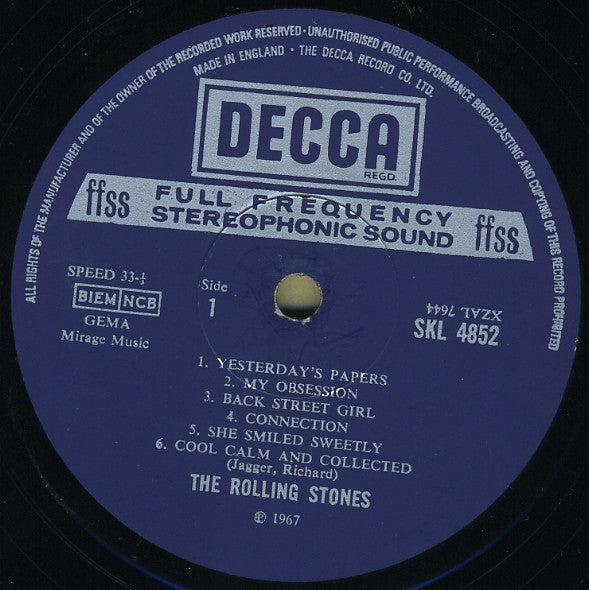 ALL RIGHTS OF THE MANUFACTURER AND OF THE OWNER OF THE RECORDED WORK RESERVED · UNAUTHORISED PUBLIC PERFORMANCE BROADCASTING AND COPYING OF THIS RECORD PROHIBITED
MADE IN ENGLAND · THE DECCA RECORD CO. LTD.
DECCA
REGD.
ffss FULL FREQUENCY STEREOPHONIC SOUND ffss
SPEED 33-⅓
BIEM NCB
GEMA
Mirage Music
Side
1
XZAL 7644
SKL 4852
1. YESTERDAY'S PAPERS
2. MY OBSESSION
3. BACK STREET GIRL
4. CONNECTION
5. SHE SMILED SWEETLY
6. COOL CALM AND COLLECTED
(Jagger, Richard)
THE ROLLING STONES
℗ 1967